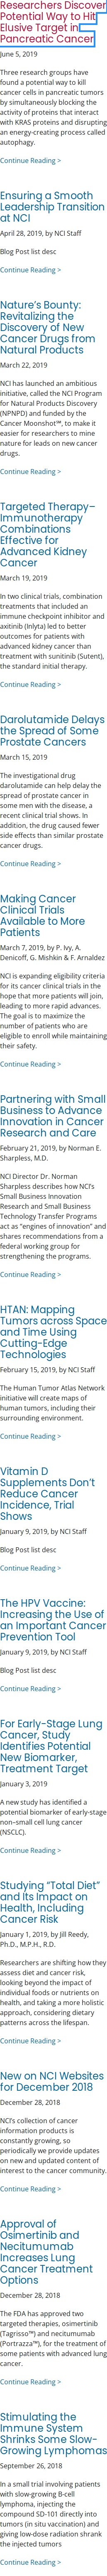 Researchers Discover
Potential Way to Hit
Elusive Target in
Pancreatic Cancer
June 5, 2019
Three research groups have
found a potential way to kill
cancer cells in pancreatic tumors
by simultaneously blocking the
activity of proteins that interact
with KRAS proteins and disrupting
an energy-creating process called
autophagy.
Continue Reading >
Ensuring a Smooth
Leadership Transition
at NCI
April 28, 2019, by NCI Staff
Blog Post list desc
Continue Reading >
Nature’s Bounty:
Revitalizing the
Discovery of New
Cancer Drugs from
Natural Products
March 22, 2019
NCI has launched an ambitious
initiative, called the NCI Program
for Natural Products Discovery
(NPNPD) and funded by the
Cancer Moonshot℠, to make it
easier for researchers to mine
nature for leads on new cancer
drugs.
Continue Reading >
Targeted Therapy–
Immunotherapy
Combinations
Effective for
Advanced Kidney
Cancer
March 19, 2019
In two clinical trials, combination
treatments that included an
immune checkpoint inhibitor and
axitinib (Inlyta) led to better
outcomes for patients with
advanced kidney cancer than
treatment with sunitinib (Sutent),
the standard initial therapy.
Continue Reading >
Darolutamide Delays
the Spread of Some
Prostate Cancers
March 15, 2019
The investigational drug
darolutamide can help delay the
spread of prostate cancer in
some men with the disease, a
recent clinical trial shows. In
addition, the drug caused fewer
side effects than similar prostate
cancer drugs.
Continue Reading >
Making Cancer
Clinical Trials
Available to More
Patients
March 7, 2019, by P. Ivy, A.
Denicoff, G. Mishkin & F. Arnaldez
NCI is expanding eligibility criteria
for its cancer clinical trials in the
hope that more patients will join,
leading to more rapid advances.
The goal is to maximize the
number of patients who are
eligible to enroll while maintaining
their safety.
Continue Reading >
Partnering with Small
Business to Advance
Innovation in Cancer
Research and Care
February 21, 2019, by Norman E.
Sharpless, M.D.
NCI Director Dr. Norman
Sharpless describes how NCI’s
Small Business Innovation
Research and Small Business
Technology Transfer Programs
act as “engines of innovation” and
shares recommendations from a
federal working group for
strengthening the programs.
Continue Reading >
HTAN: Mapping
Tumors across Space
and Time Using
Cutting-Edge
Technologies
February 15, 2019, by NCI Staff
The Human Tumor Atlas Network
initiative will create maps of
human tumors, including their
surrounding environment.
Continue Reading >
Vitamin D
Supplements Don’t
Reduce Cancer
Incidence, Trial
Shows
January 9, 2019, by NCI Staff
Blog Post list desc
Continue Reading >
The HPV Vaccine:
Increasing the Use of
an Important Cancer
Prevention Tool
January 9, 2019, by NCI Staff
Blog Post list desc
Continue Reading >
For Early-Stage Lung
Cancer, Study
Identifies Potential
New Biomarker,
Treatment Target
January 3, 2019
A new study has identified a
potential biomarker of early-stage
non–small cell lung cancer
(NSCLC).
Continue Reading >
Studying “Total Diet”
and Its Impact on
Health, Including
Cancer Risk
January 1, 2019, by Jill Reedy,
Ph.D., M.P.H., R.D.
Researchers are shifting how they
assess diet and cancer risk,
looking beyond the impact of
individual foods or nutrients on
health, and taking a more holistic
approach, considering dietary
patterns across the lifespan.
Continue Reading >
New on NCI Websites
for December 2018
December 28, 2018
NCI’s collection of cancer
information products is
constantly growing, so
periodically we provide updates
on new and updated content of
interest to the cancer community.
Continue Reading >
Approval of
Osimertinib and
Necitumumab
Increases Lung
Cancer Treatment
Options
December 28, 2018
The FDA has approved two
targeted therapies, osimertinib
(Tagrisso™) and necitumumab
(Portrazza™), for the treatment of
some patients with advanced lung
cancer.
Continue Reading >
Stimulating the
Immune System
Shrinks Some Slow-
Growing Lymphomas
September 26, 2018
In a small trial involving patients
with slow-growing B-cell
lymphoma, injecting the
compound SD-101 directly into
tumors (in situ vaccination) and
giving low-dose radiation shrank
the injected tumors
Continue Reading >